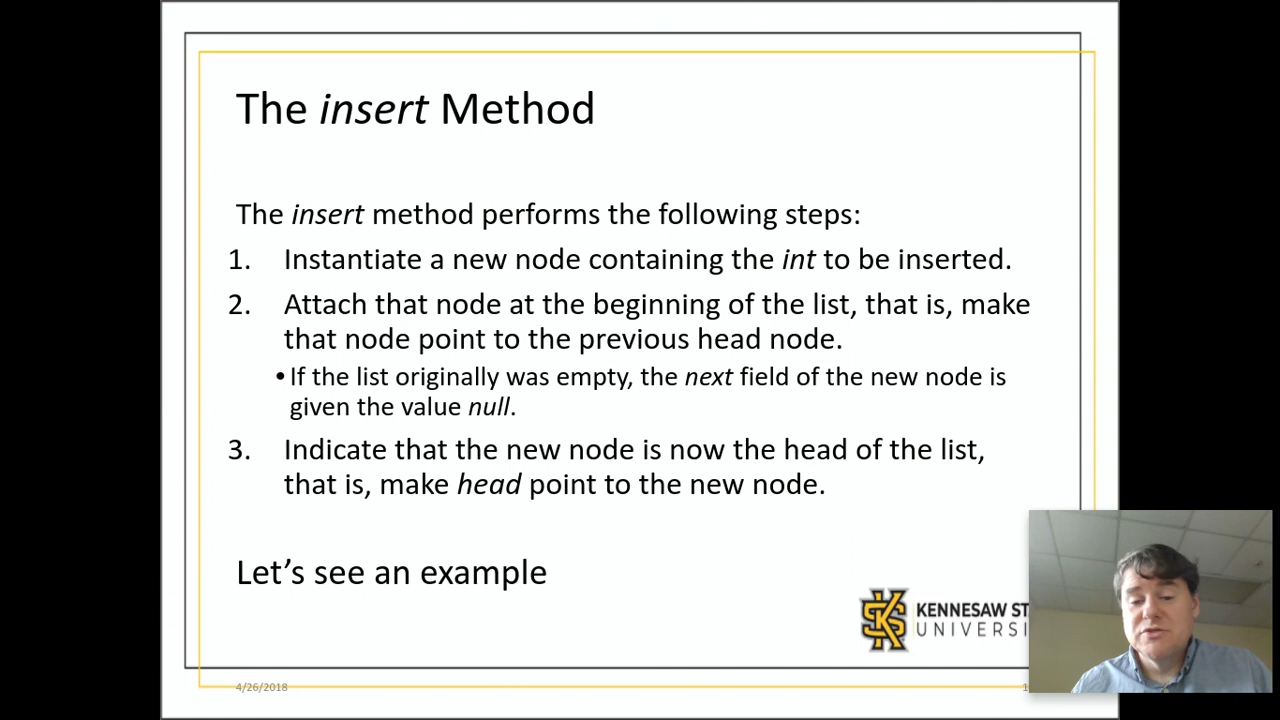 The insert Method
The insert method performs the following steps:
1. Instantiate a new node containing the int to be inserted.
2. Attach that node at the beginning of the list, that is, make
that node point to the previous head node.
• If the list originally was empty, the next field of the new node is
given the value null.
3. Indicate that the new node is now the head of the list,
that is, make head point to the new node.
Let’s see an example
KENNESAW ST
UNIVERSI
4/26/2018